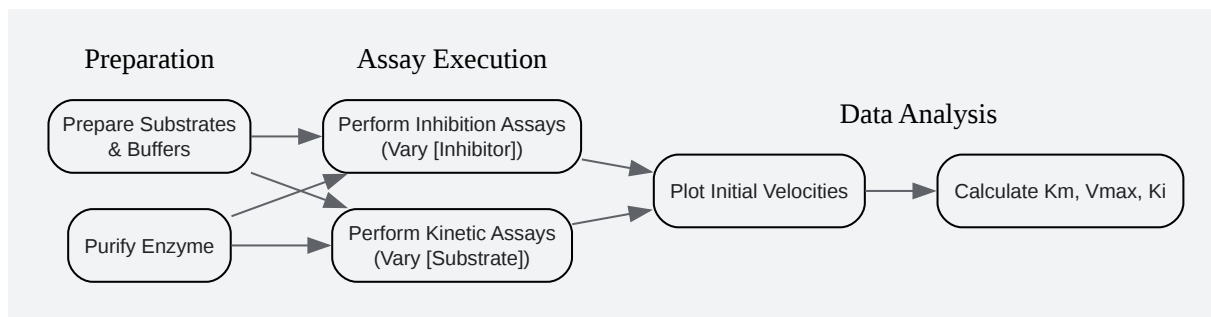 Preparation
Assay Execution
Data Analysis
Prepare Substrates
& Buffers
Purify Enzyme
Perform Inhibition Assays
(Vary [Inhibitor])
Perform Kinetic Assays
(Vary [Substrate])
Plot Initial Velocities
Calculate Km, Vmax, Ki